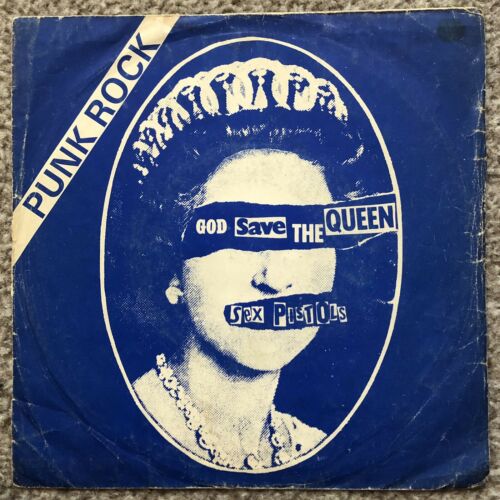 PUNK ROCK
GOD Save THE QUEEN
SEX PISTOLS